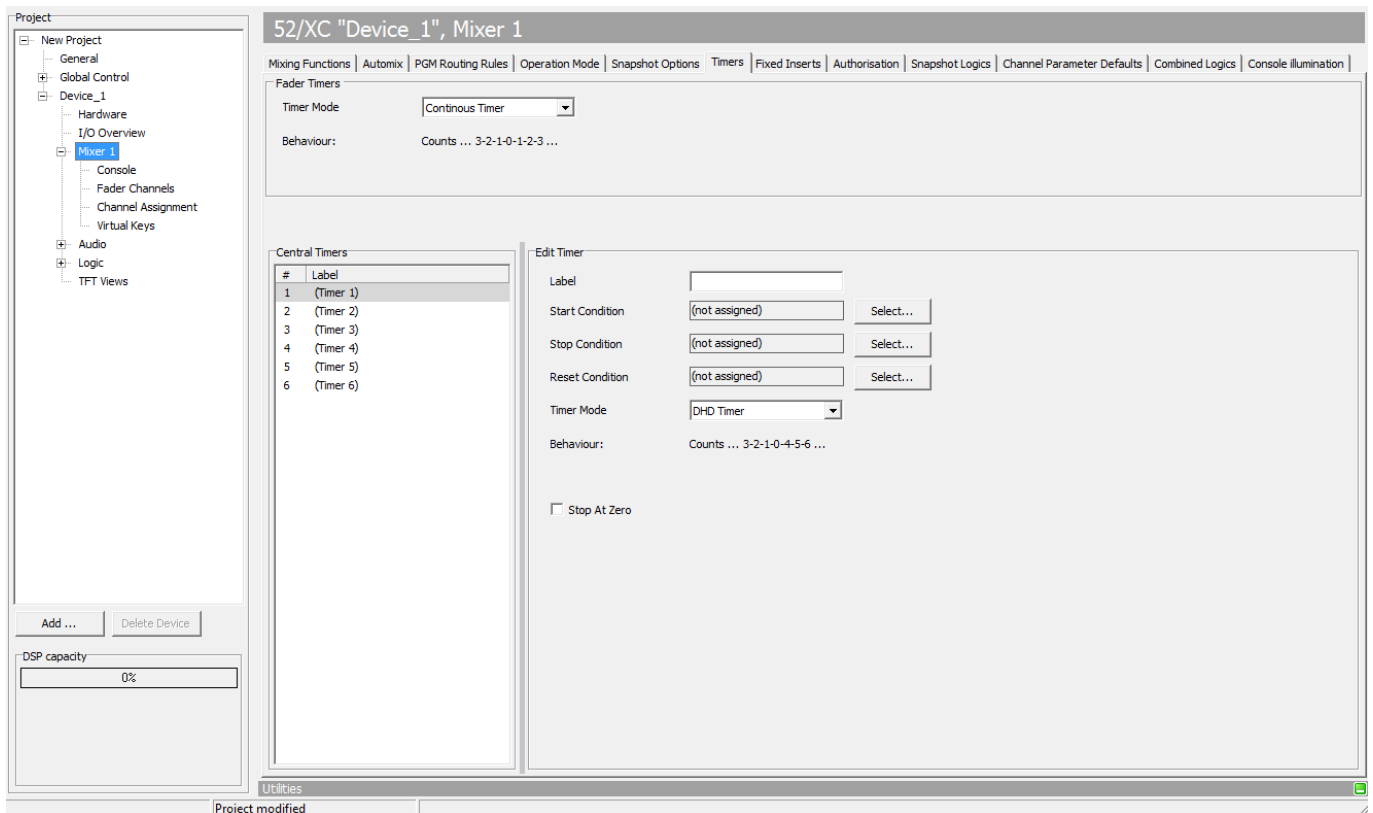 Project
New Project
General
Global Control
Device_1
Hardware
I/O Overview
Mixer 1
Console
Fader Channels
Channel Assignment
Virtual Keys
Audio
Logic
TFT Views
Add ...
Delete Device
DSP capacity
0%
52/XC "Device_1", Mixer 1
Mixing Functions Automix PGM Routing Rules Operation Mode Snapshot Options Timers Fixed Inserts Authorisation Snapshot Logics Channel Parameter Defaults Combined Logics Console illumination
Fader Timers
Timer Mode Continous Timer
Behaviour: Counts ... 3-2-1-0-1-2-3 ...
Central Timers
# Label
1 (Timer 1)
2 (Timer 2)
3 (Timer 3)
4 (Timer 4)
5 (Timer 5)
6 (Timer 6)
Edit Timer
Label
Start Condition (not assigned) Select...
Stop Condition (not assigned) Select...
Reset Condition (not assigned) Select...
Timer Mode DHD Timer
Behaviour: Counts ... 3-2-1-0-4-5-6 ...
Stop At Zero
Utilities
Project modified